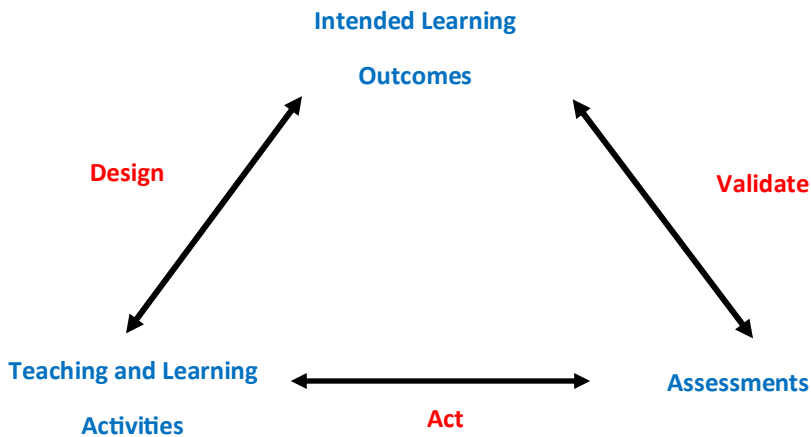 Intended Learning
Outcomes
Design
Validate
Teaching and Learning
Activities
Assessments
Act